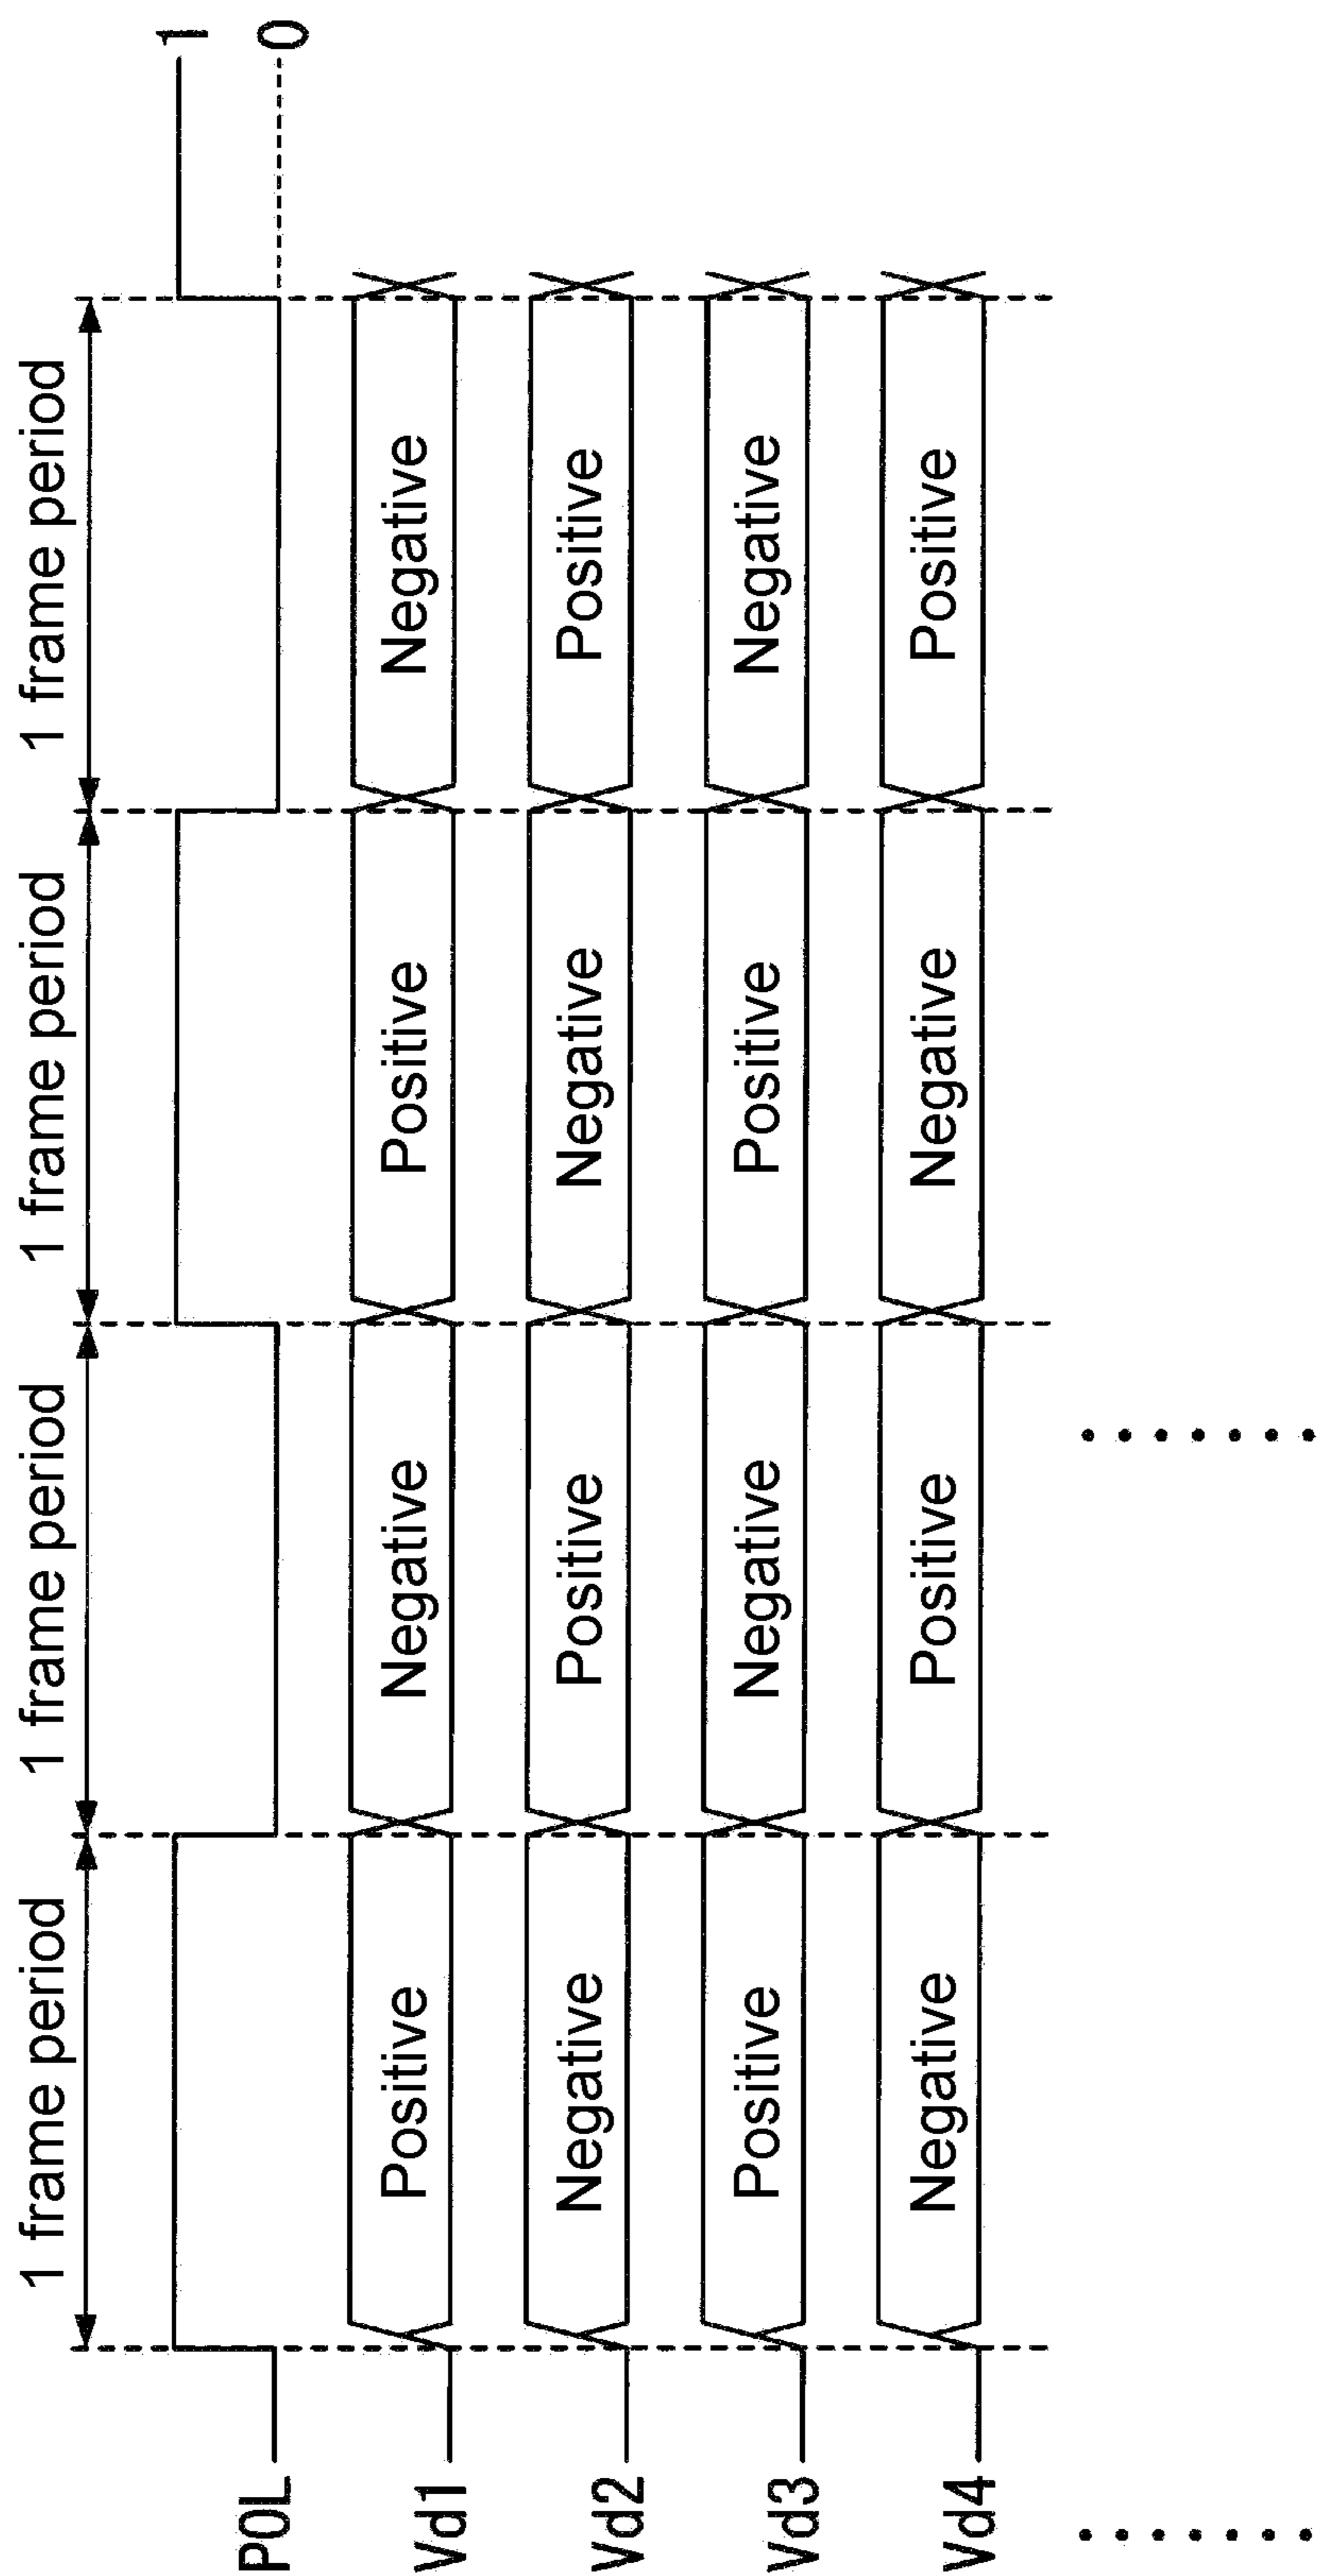 1 frame period 1 frame period 1 frame period 1 frame period
1
POL 0
Vd1 Positive Negative Positive Negative
Vd2 Negative Positive Negative Positive
Vd3 Positive Negative Positive Negative
Vd4 Negative Positive Negative Positive